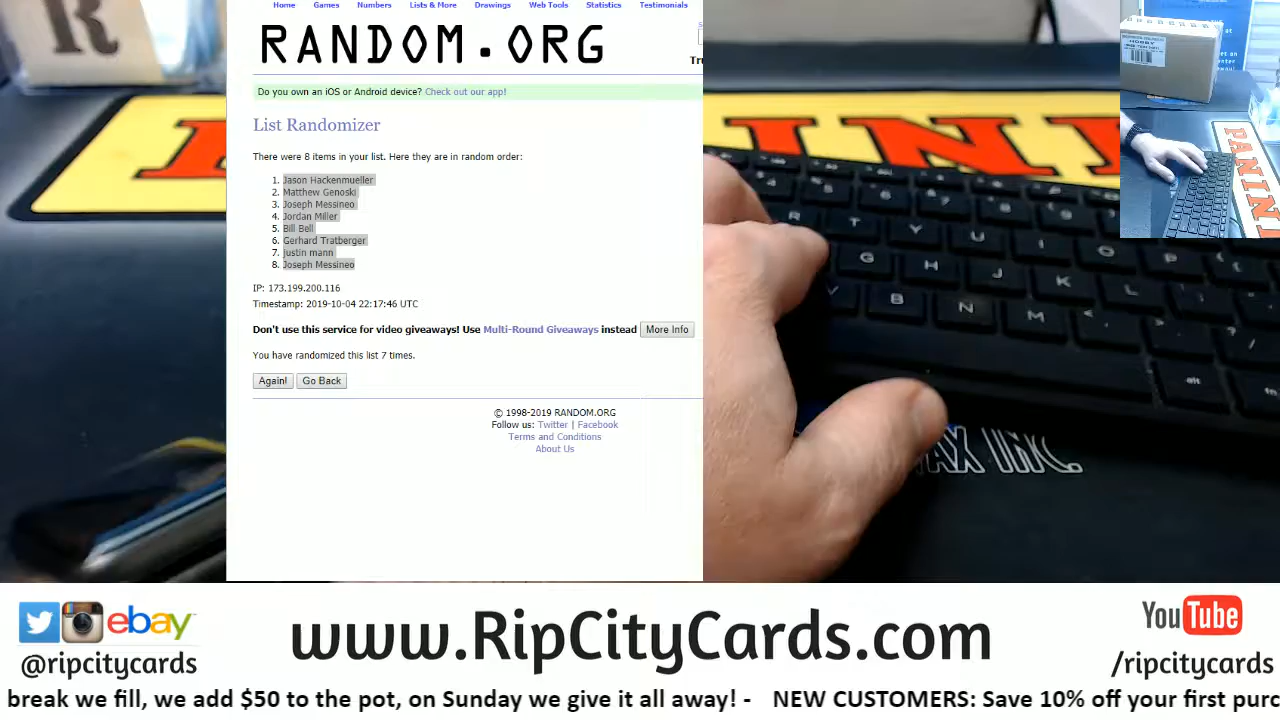 Home Games Numbers Lists & More Drawings Web Tools Statistics Testimonials
RANDOM.ORG
Do you own an iOS or Android device? Check out our app!
List Randomizer
There were 8 items in your list. Here they are in random order:
1. Jason Hackenmueller
2. Matthew Genoski
3. Joseph Messineo
4. Jordan Miller
5. Bill Bell
6. Gerhard Tratberger
7. justin mann
8. Joseph Messineo
IP: 173.199.200.116
Timestamp: 2019-10-04 22:17:46 UTC
Don't use this service for video giveaways! Use Multi-Round Giveaways instead More Info
You have randomized this list 7 times.
Again! Go Back
© 1998-2019 RANDOM.ORG
Follow us: Twitter | Facebook
Terms and Conditions
About Us
R
PANINI
R T Y U I O P
G H J K L
B N M
alt
fn
INC.
ebay
@ripcitycards
www.RipCityCards.com
YouTube
/ripcitycards
break we fill, we add $50 to the pot, on Sunday we give it all away! - NEW CUSTOMERS: Save 10% off your first purc